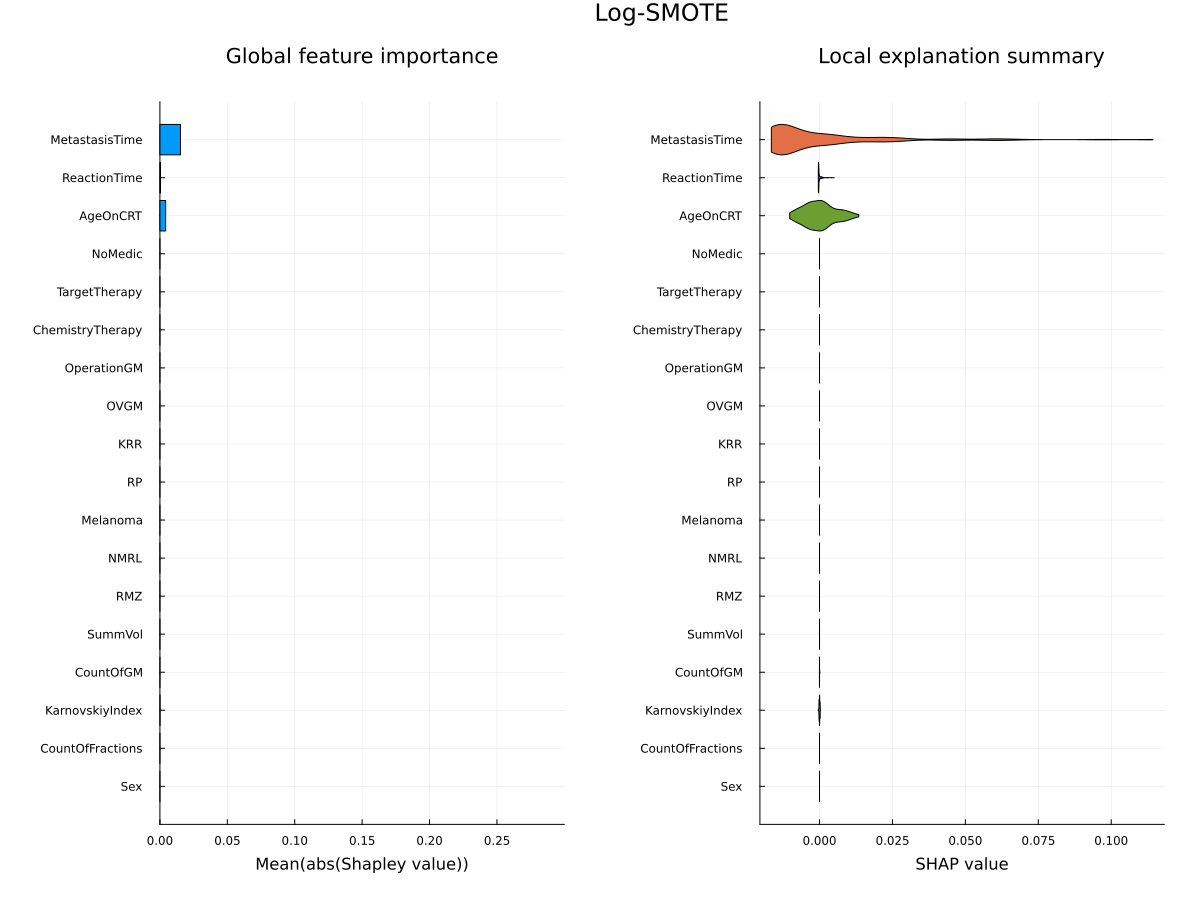 Log-SMOTE
Global feature importance
MetastasisTime
ReactionTime
AgeOnCRT
NoMedic
TargetTherapy
ChemistryTherapy
OperationGM
OVGM
KRR
RP
Melanoma
NMRL
RMZ
SummVol
CountOfGM
KarnovskiyIndex
CountOfFractions
Sex
0.00 0.05 0.10 0.15 0.20 0.25
Mean(abs(Shapley value))
Local explanation summary
MetastasisTime
ReactionTime
AgeOnCRT
NoMedic
TargetTherapy
ChemistryTherapy
OperationGM
OVGM
KRR
RP
Melanoma
NMRL
RMZ
SummVol
CountOfGM
KarnovskiyIndex
CountOfFractions
Sex
0.000 0.025 0.050 0.075 0.100
SHAP value